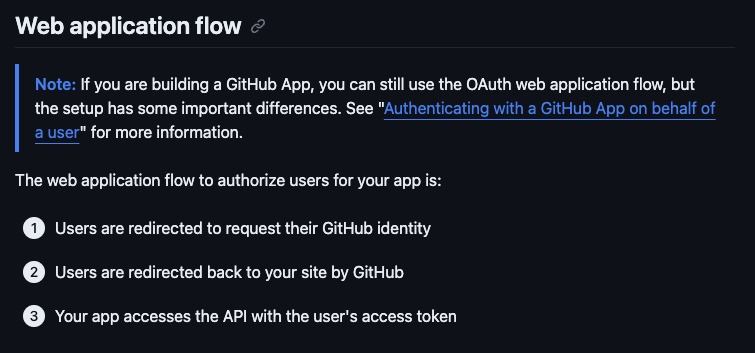 Web application flow
Note: If you are building a GitHub App, you can still use the OAuth web application flow, but
the setup has some important differences. See "Authenticating with a GitHub App on behalf of
a user" for more information.
The web application flow to authorize users for your app is:
1 Users are redirected to request their GitHub identity
2 Users are redirected back to your site by GitHub
3 Your app accesses the API with the user's access token